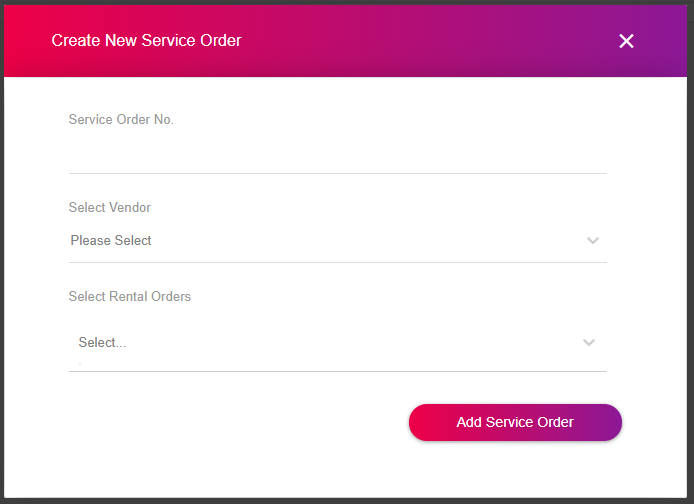 Create New Service Order
Service Order No.
Select Vendor
Please Select
Select Rental Orders
Select...
Add Service Order